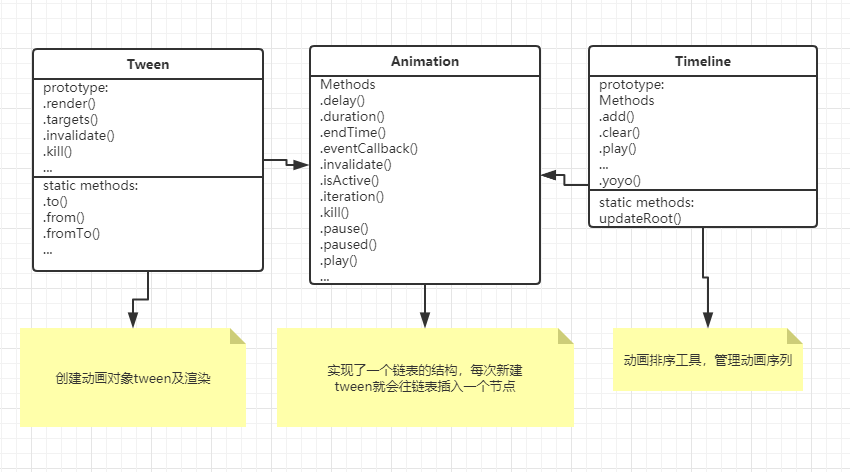 Tween
prototype:
.render()
.targets()
.invalidate()
.kill()
...
static methods:
.to()
.from()
.fromTo()
...
Animation
Methods
.delay()
.duration()
.endTime()
.eventCallback()
.invalidate()
.isActive()
.iteration()
.kill()
.pause()
.paused()
.play()
...
Timeline
prototype:
Methods
.add()
.clear()
.play()
...
.yoyo()
static methods:
updateRoot()
创建动画对象tween及渲染
实现了一个链表的结构，每次新建
tween就会往链表插入一个节点
动画排序工具，管理动画序列